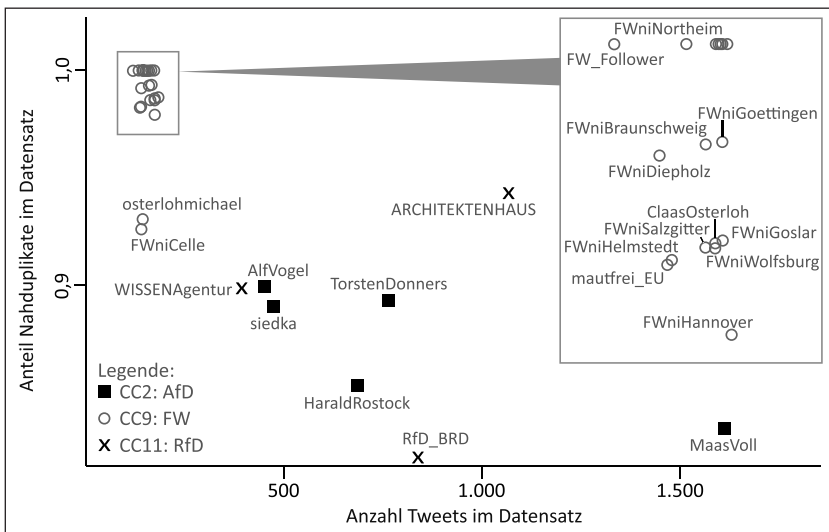 Anteil Nahduplikate im Datensatz
1,0
0,9
osterlohmichael
FWniCelle
ARCHITEKTENHAUS
WISSENAgentur
AlfVogel
siedka
TorstenDonners
HaraldRostock
RfD_BRD
MaasVoll
Legende:
CC2: AfD
CC9: FW
CC11: RfD
FWniNortheim
FW_Follower
FWniGoettingen
FWniBraunschweig
FWniDiepholz
ClaasOsterloh
FWniSalzgitter
FWniGoslar
FWniHelmstedt
FWniWolfsburg
mautfrei_EU
FWniHannover
500
1.000
1.500
Anzahl Tweets im Datensatz